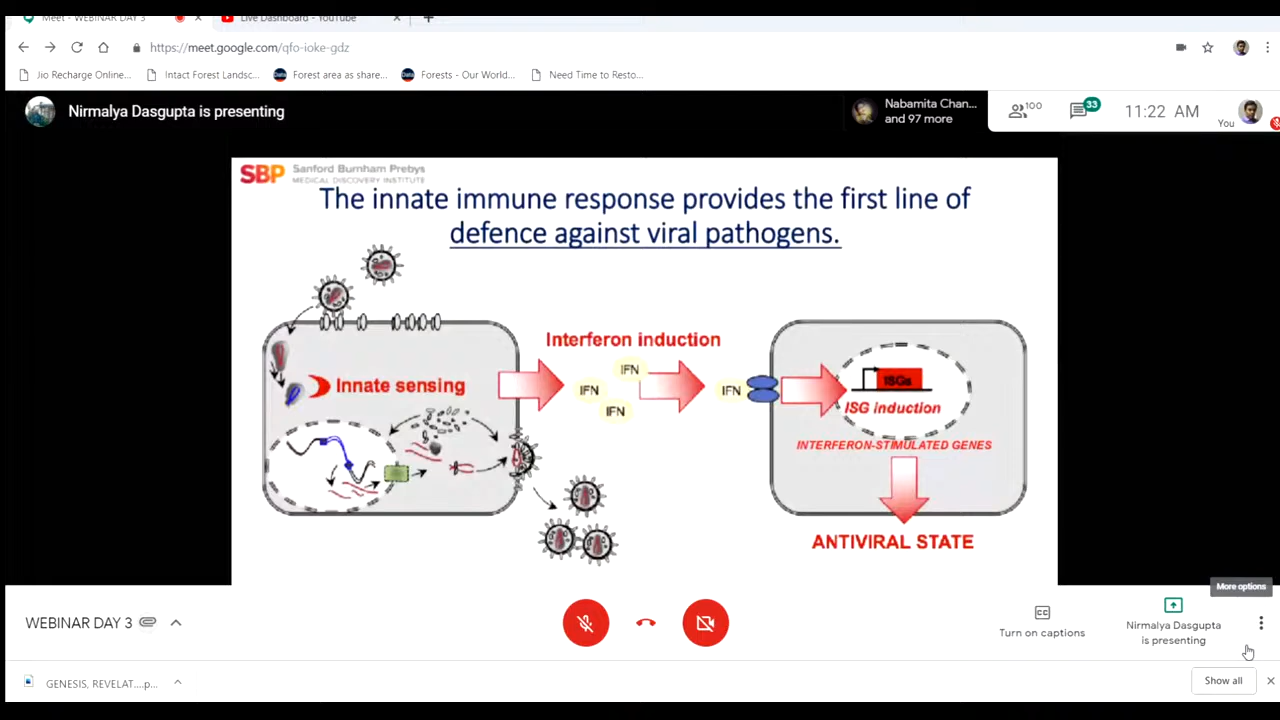 Meet - WEBINAR DAY 3
Live Dashboard - YouTube
https://meet.google.com/qfo-ioke-gdz
Jio Recharge Online...
Intact Forest Landsc...
Forest area as share...
Forests - Our World...
Need Time to Resto...
Nirmalya Dasgupta is presenting
Nabamita Chan...
and 97 more
100
33
11:22 AM
You
SBP
Sanford Burnham Prebys
MEDICAL DISCOVERY INSTITUTE
The innate immune response provides the first line of
defence against viral pathogens.
Innate sensing
Interferon induction
IFN
IFN
IFN
IFN
ISGs
ISG induction
INTERFERON-STIMULATED GENES
ANTIVIRAL STATE
More options
WEBINAR DAY 3
CC
Turn on captions
Nirmalya Dasgupta
is presenting
GENESIS, REVELAT....p...
Show all